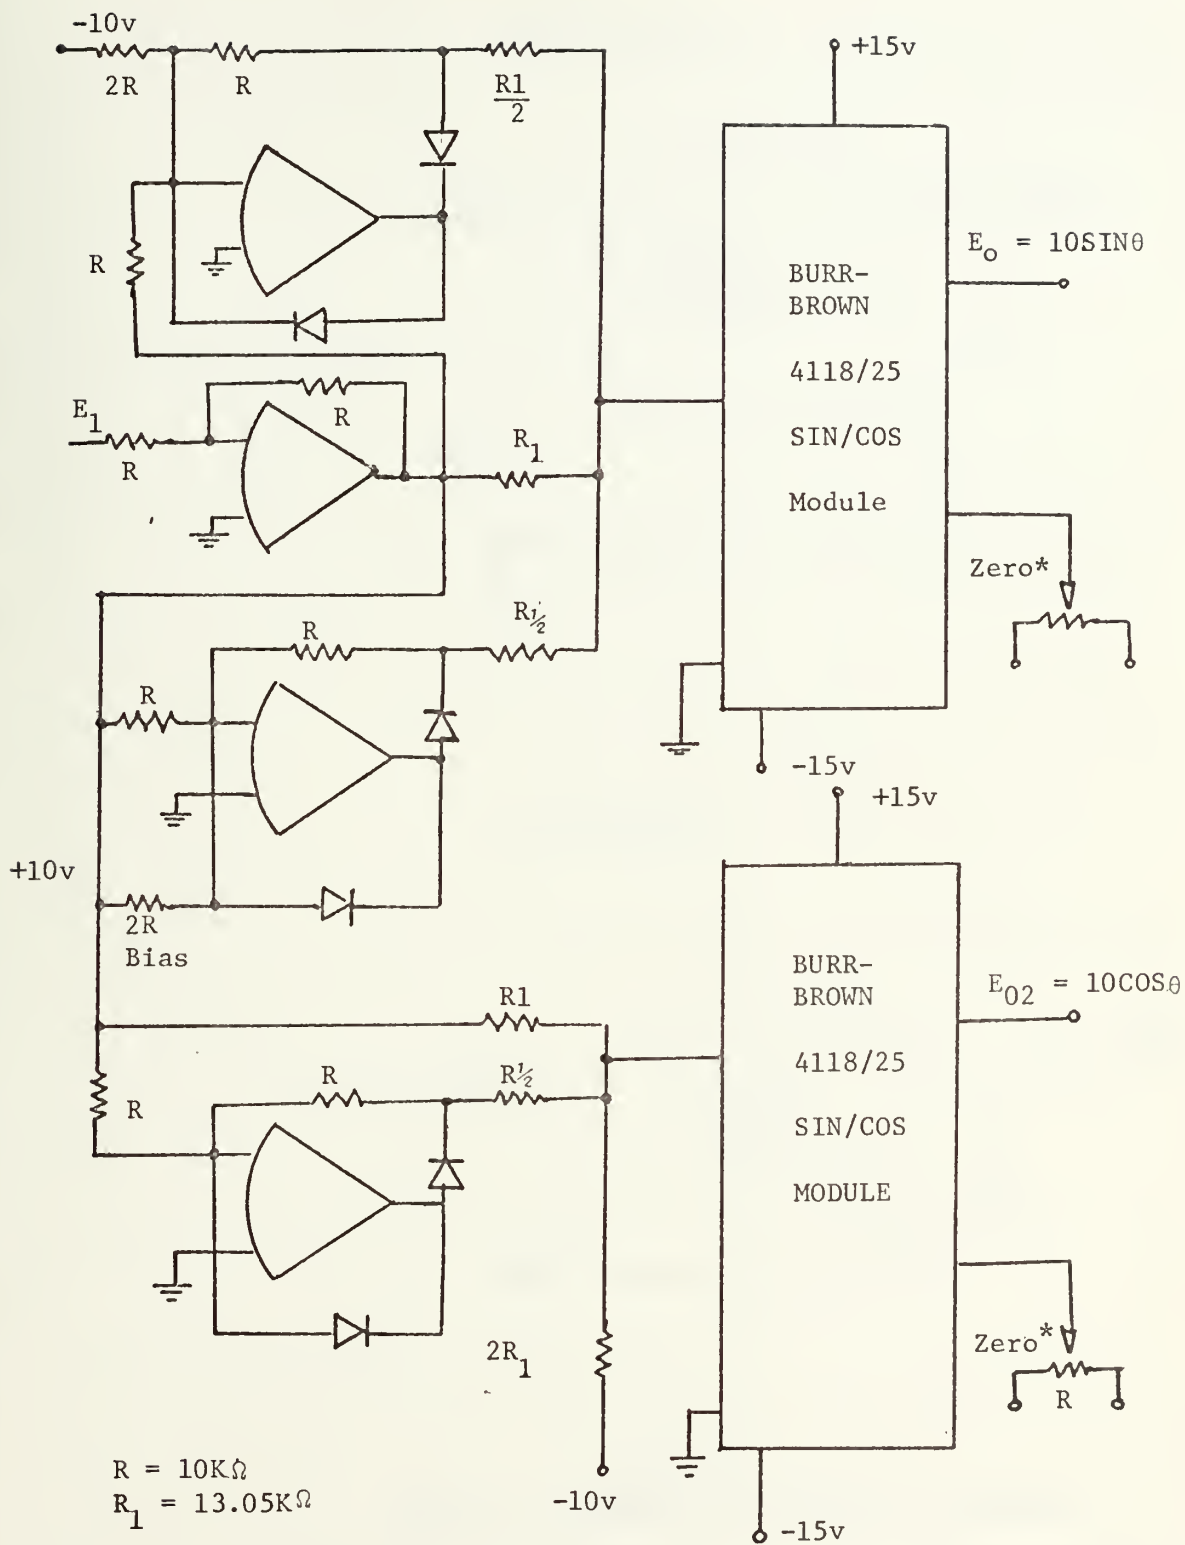 -10v
2R
R
R1
2
+15v
R
E₀ = 10SINθ
BURR-
BROWN
4118/25
SIN/COS
Module
E₁
R
R
R₁
Zero*
R
R½
R
-15v
+15v
+10v
2R
Bias
BURR-
BROWN
4118/25
SIN/COS
MODULE
E₀₂ = 10COSθ
R1
R
R
R½
2R₁
Zero*
R
R = 10KΩ
R₁ = 13.05KΩ
-10v
-15v